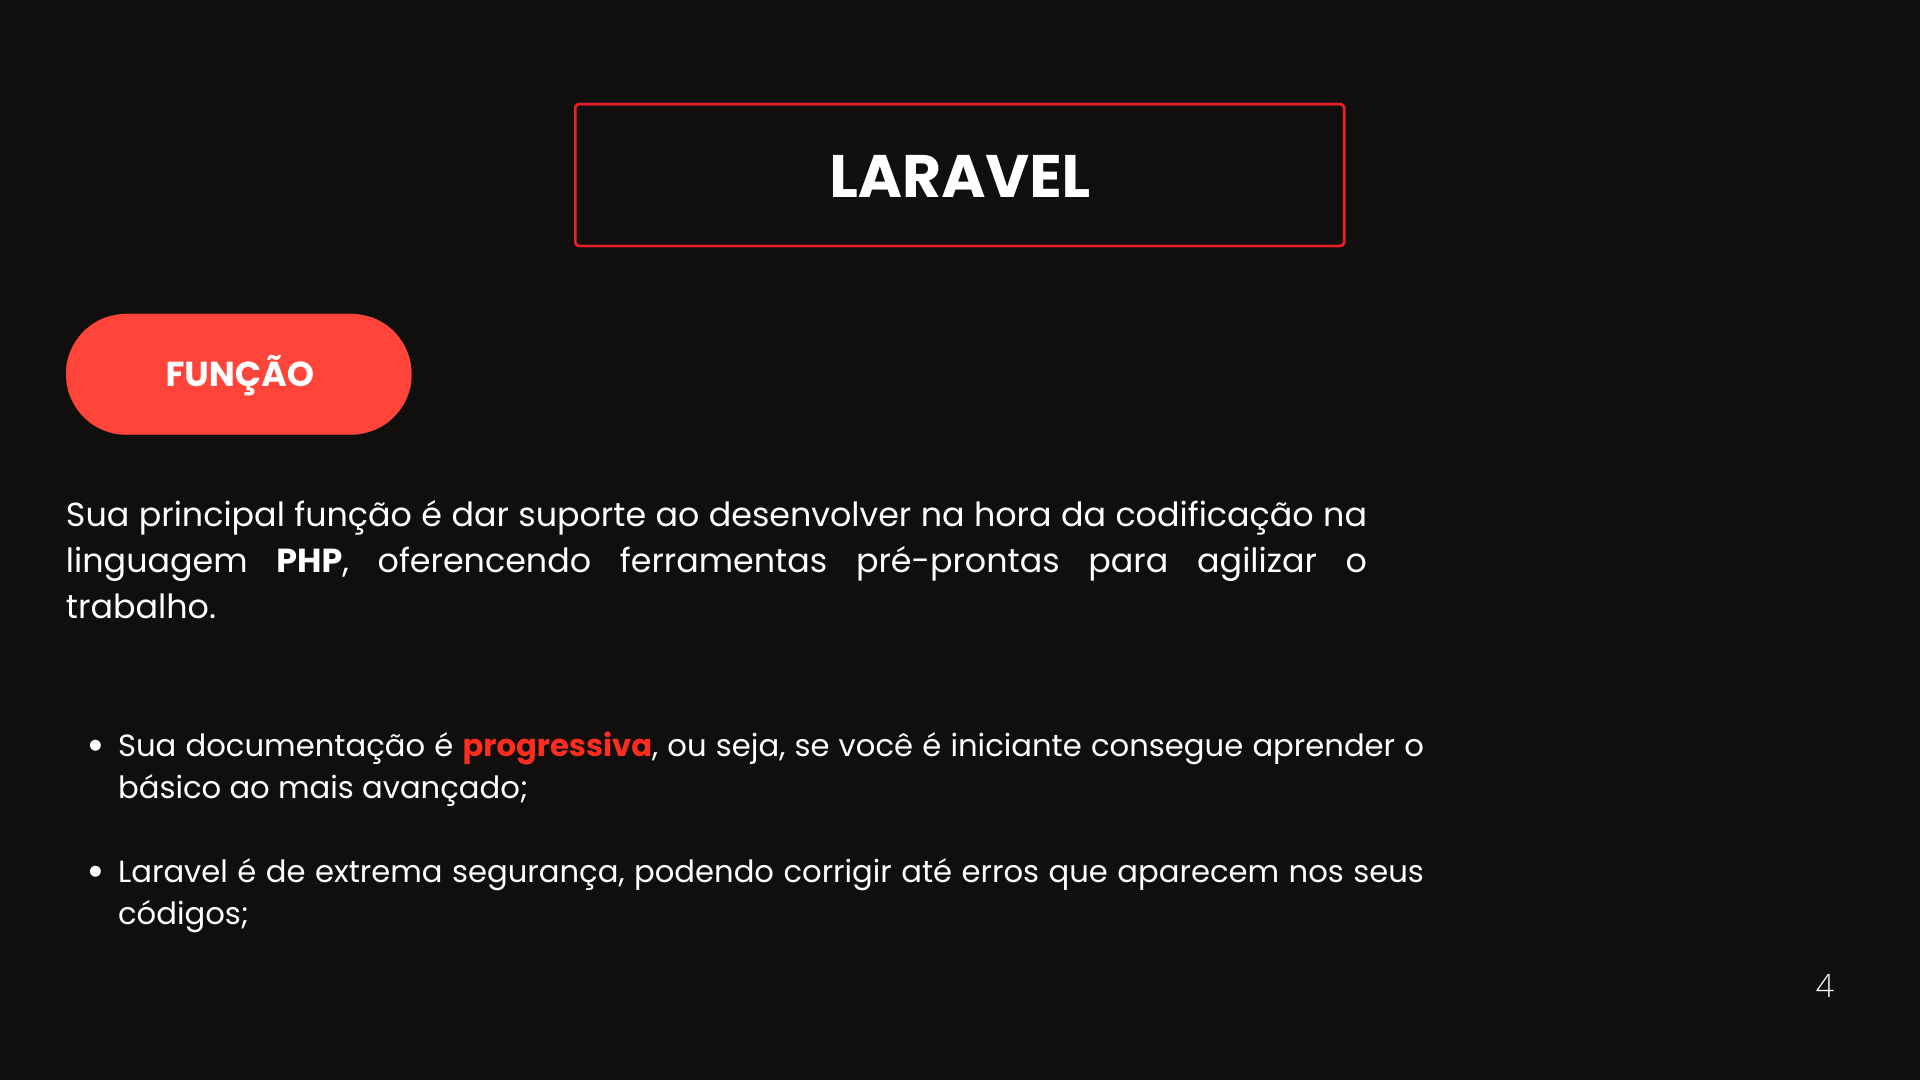 LARAVEL
FUNÇÃO
Sua principal função é dar suporte ao desenvolver na hora da codificação na
linguagem PHP, oferencendo ferramentas pré-prontas para agilizar o
trabalho.
• Sua documentação é progressiva, ou seja, se você é iniciante consegue aprender o
básico ao mais avançado;
• Laravel é de extrema segurança, podendo corrigir até erros que aparecem nos seus
códigos;
4